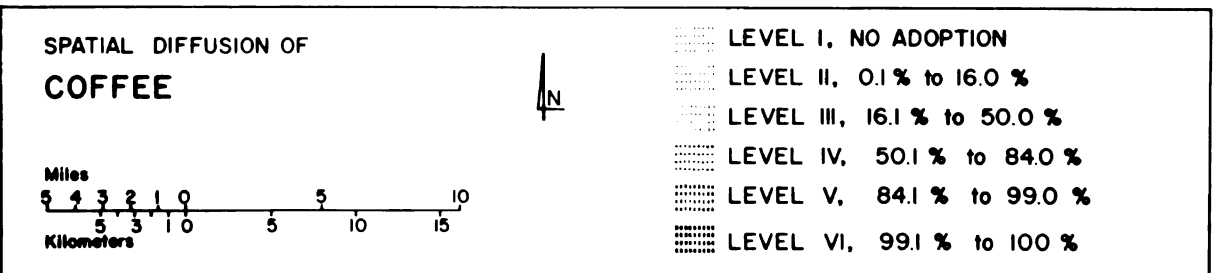 SPATIAL DIFFUSION OF
COFFEE
N
Miles
5 4 3 2 1 0 5 10
5 3 1 0 5 10 15
Kilometers
LEVEL I, NO ADOPTION
LEVEL II, 0.1 % to 16.0 %
LEVEL III, 16.1 % to 50.0 %
LEVEL IV, 50.1 % to 84.0 %
LEVEL V, 84.1 % to 99.0 %
LEVEL VI, 99.1 % to 100 %